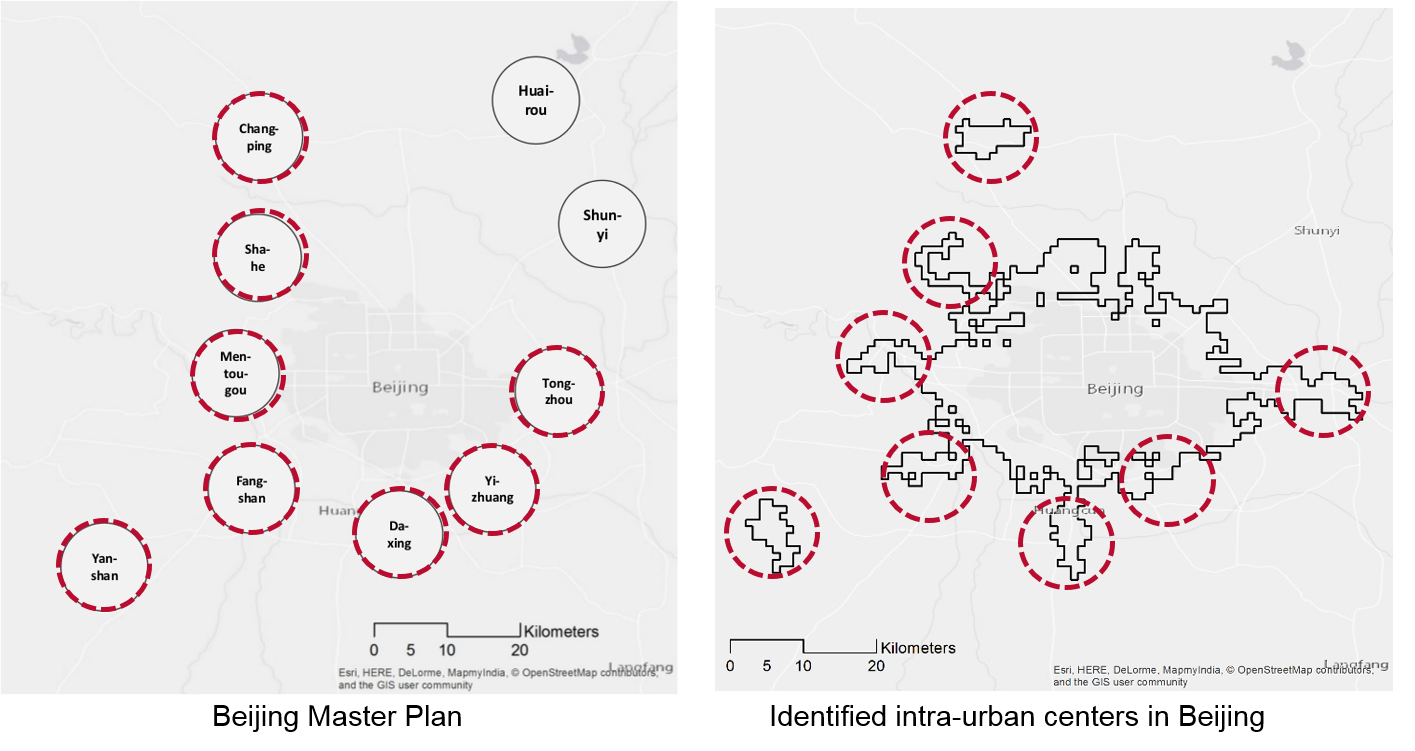 Huai-
rou
Chang-
ping
Shun-
yi
Sha-
he
Men-
tou-
gou
Beijing
Tong-
zhou
Fang-
shan
Yi-
zhuang
Huan
Da-
xing
Yan-
shan
Kilometers
0 5 10 20
Langfang
Esri, HERE, DeLorme, MapmyIndia, © OpenStreetMap contributors,
and the GIS user community
Beijing Master Plan
Shunyi
Beijing
Huangcun
Kilometers
0 5 10 20
Langfang
Esri, HERE, DeLorme, MapmyIndia, © OpenStreetMap contributors,
and the GIS user community
Identified intra-urban centers in Beijing